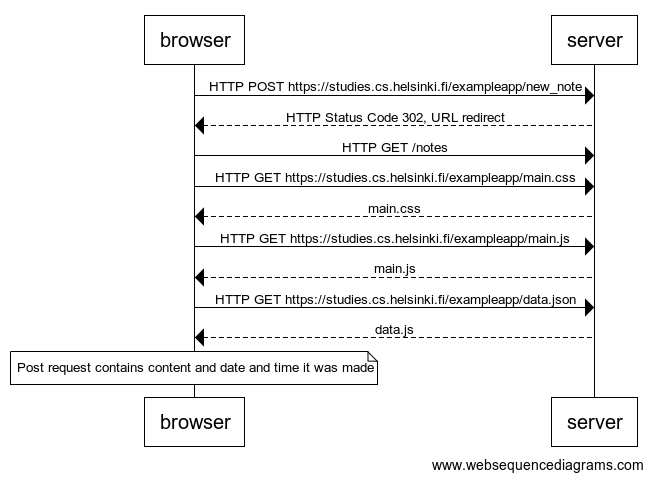 browser server
HTTP POST https://studies.cs.helsinki.fi/exampleapp/new_note
HTTP Status Code 302, URL redirect
HTTP GET /notes
HTTP GET https://studies.cs.helsinki.fi/exampleapp/main.css
main.css
HTTP GET https://studies.cs.helsinki.fi/exampleapp/main.js
main.js
HTTP GET https://studies.cs.helsinki.fi/exampleapp/data.json
data.js
Post request contains content and date and time it was made
browser server
www.websequencediagrams.com